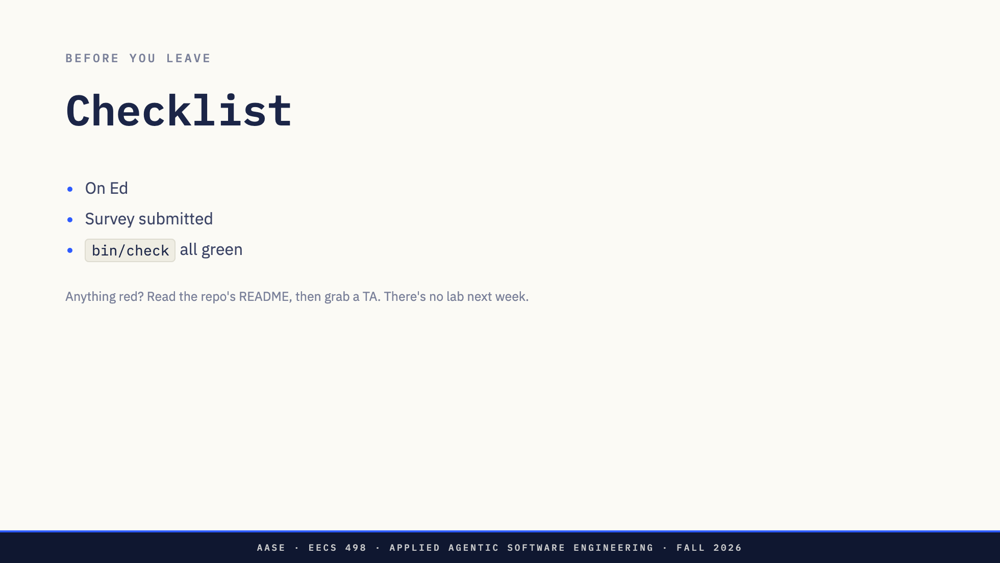 BEFORE YOU LEAVE
Checklist
• On Ed
• Survey submitted
• bin/check all green
Anything red? Read the repo's README, then grab a TA. There's no lab next week.
AASE · EECS 498 · APPLIED AGENTIC SOFTWARE ENGINEERING · FALL 2026